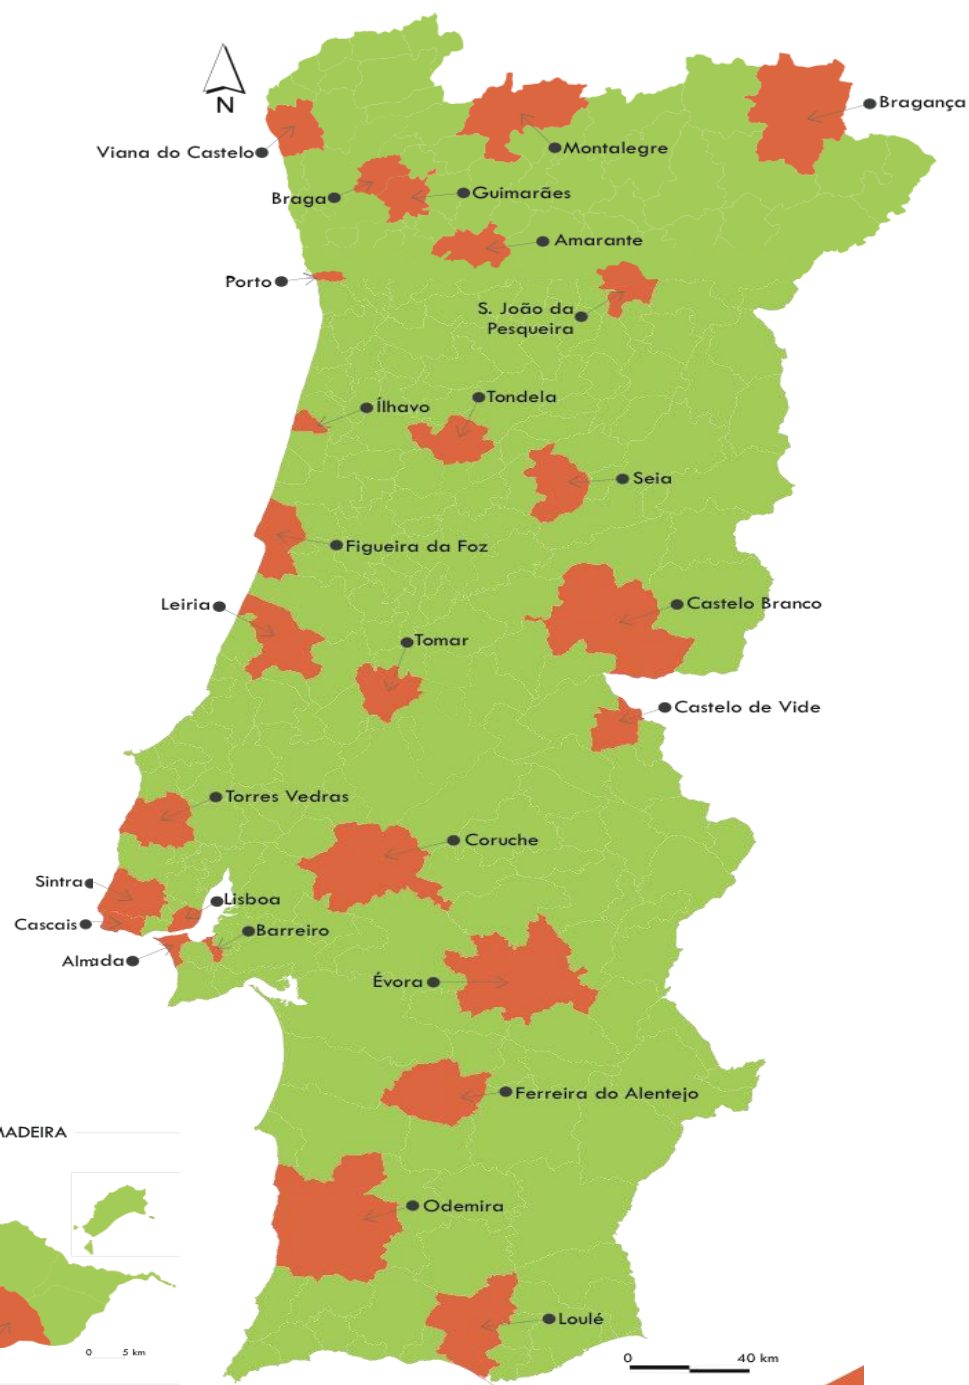 N
Bragança
Viana do Castelo
Montalegre
Braga
Guimarães
Amarante
Porto
S. João da
Pesqueira
Tondela
Ílhavo
Seia
Figueira da Foz
Leiria
Castelo Branco
Tomar
Castelo de Vide
Torres Vedras
Coruche
Sintra
Lisboa
Cascais
Barreiro
Almada
Évora
Ferreira do Alentejo
MADEIRA
Odemira
Loulé
0 5 km
0 40 km